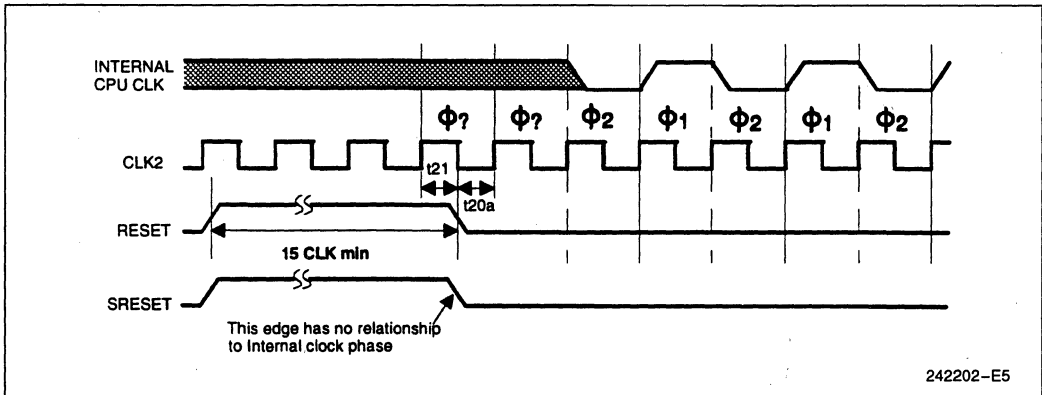 INTERNAL
CPU CLK
Φ? Φ? Φ2 Φ1 Φ2 Φ1 Φ2
CLK2
t21
t20a
RESET
15 CLK min
SRESET
This edge has no relationship
to Internal clock phase
242202-E5